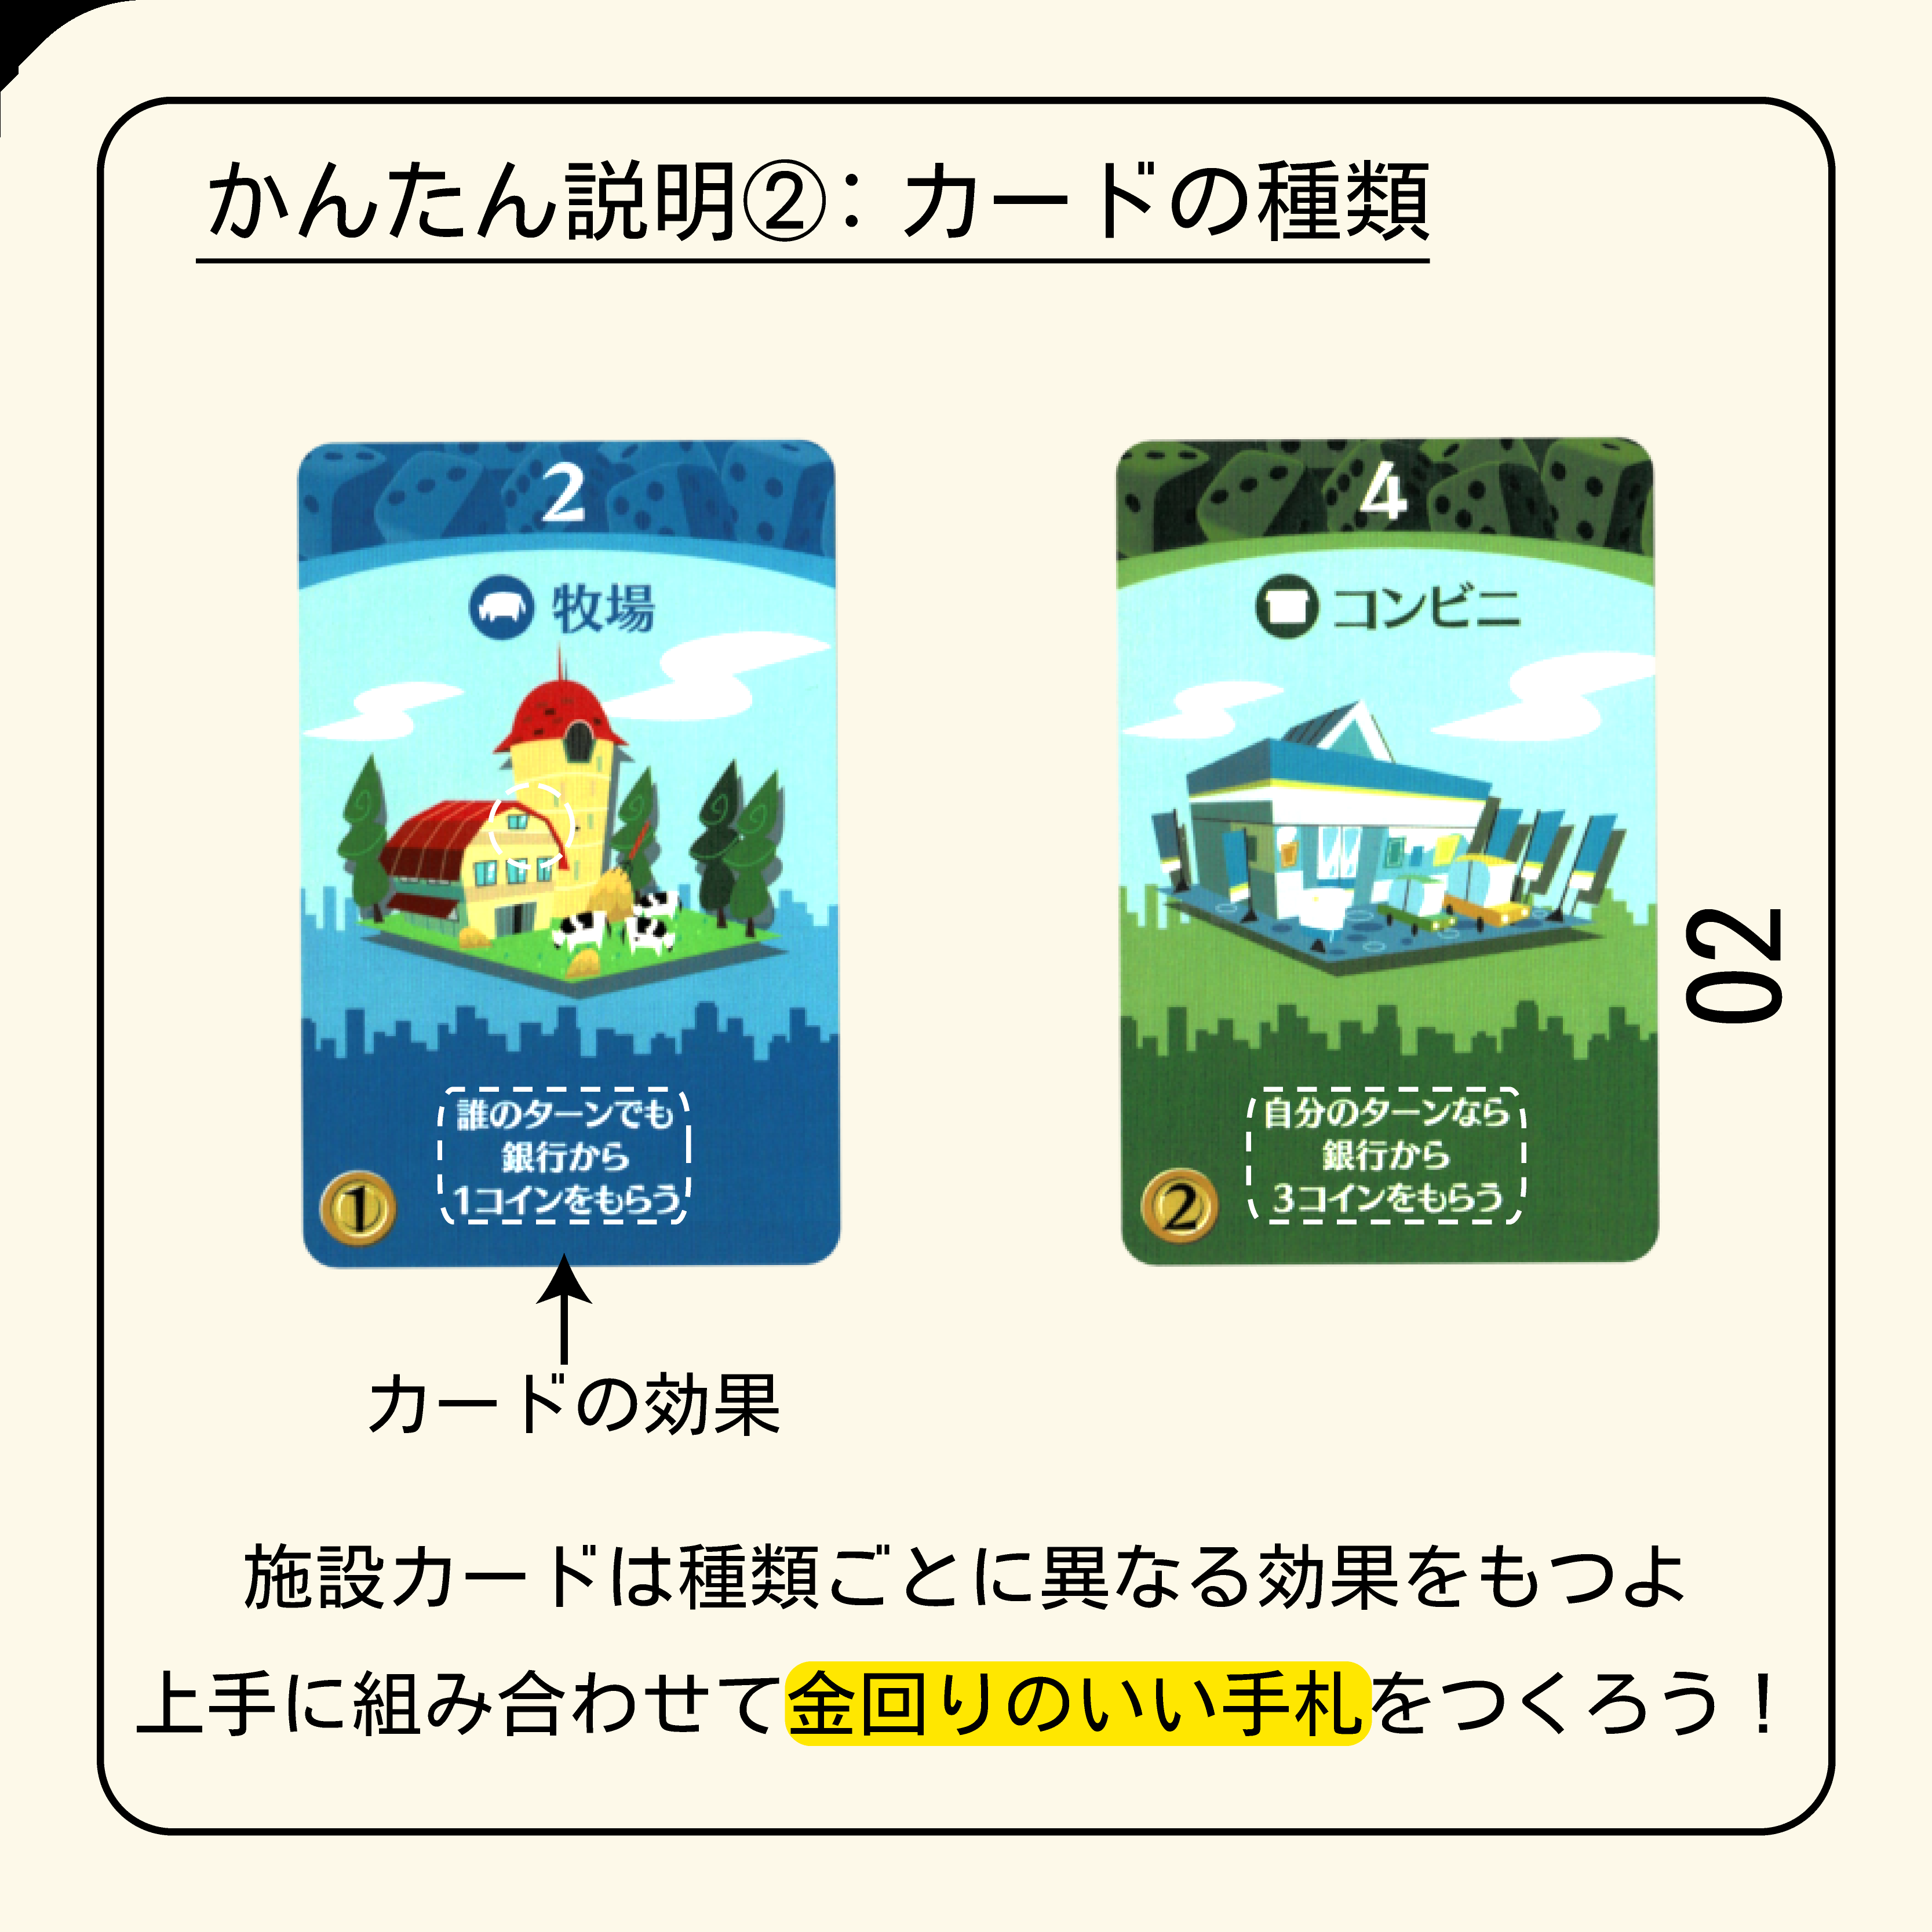 かんたん説明②：カードの種類
2
牧場
誰のターンでも
銀行から
1コインをもらう
1
4
コンビニ
自分のターンなら
銀行から
3コインをもらう
2
02
カードの効果
施設カードは種類ごとに異なる効果をもつよ
上手に組み合わせて金回りのいい手札をつくろう！